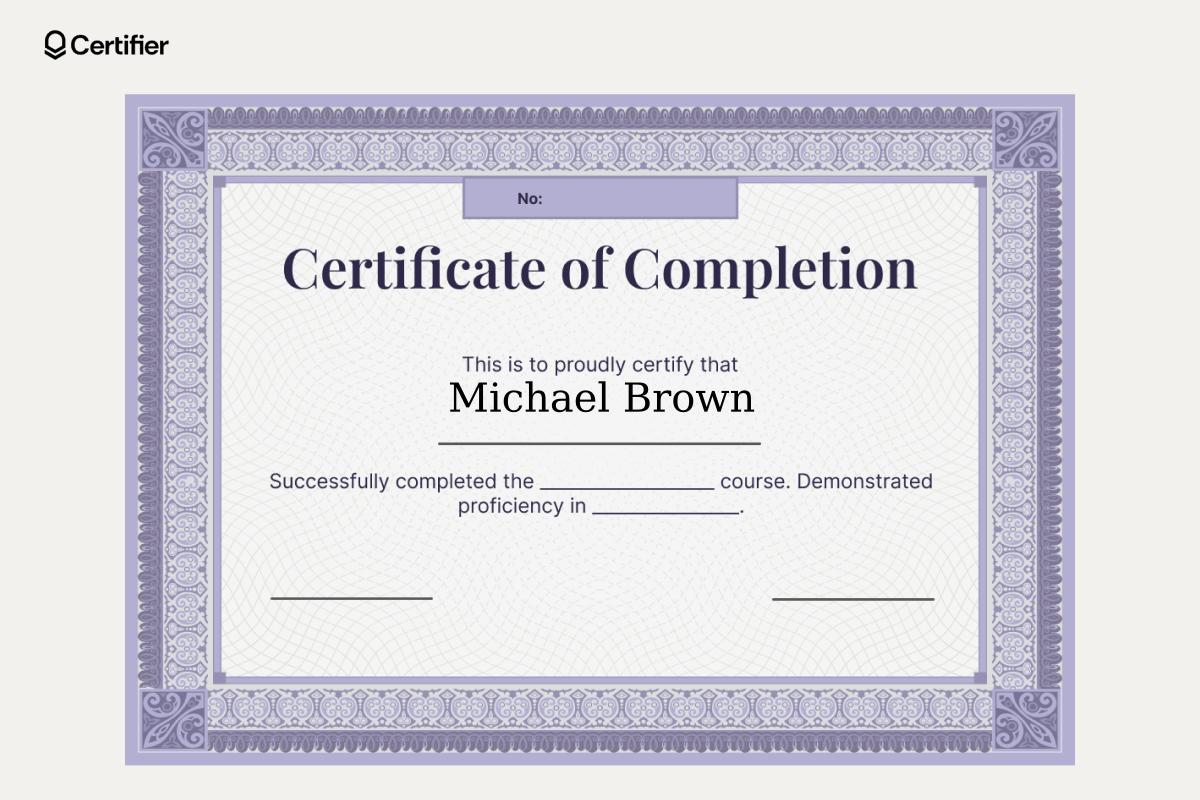 Certifier
No:
Certificate of Completion
This is to proudly certify that
Michael Brown
Successfully completed the ________________ course. Demonstrated
proficiency in ______________.